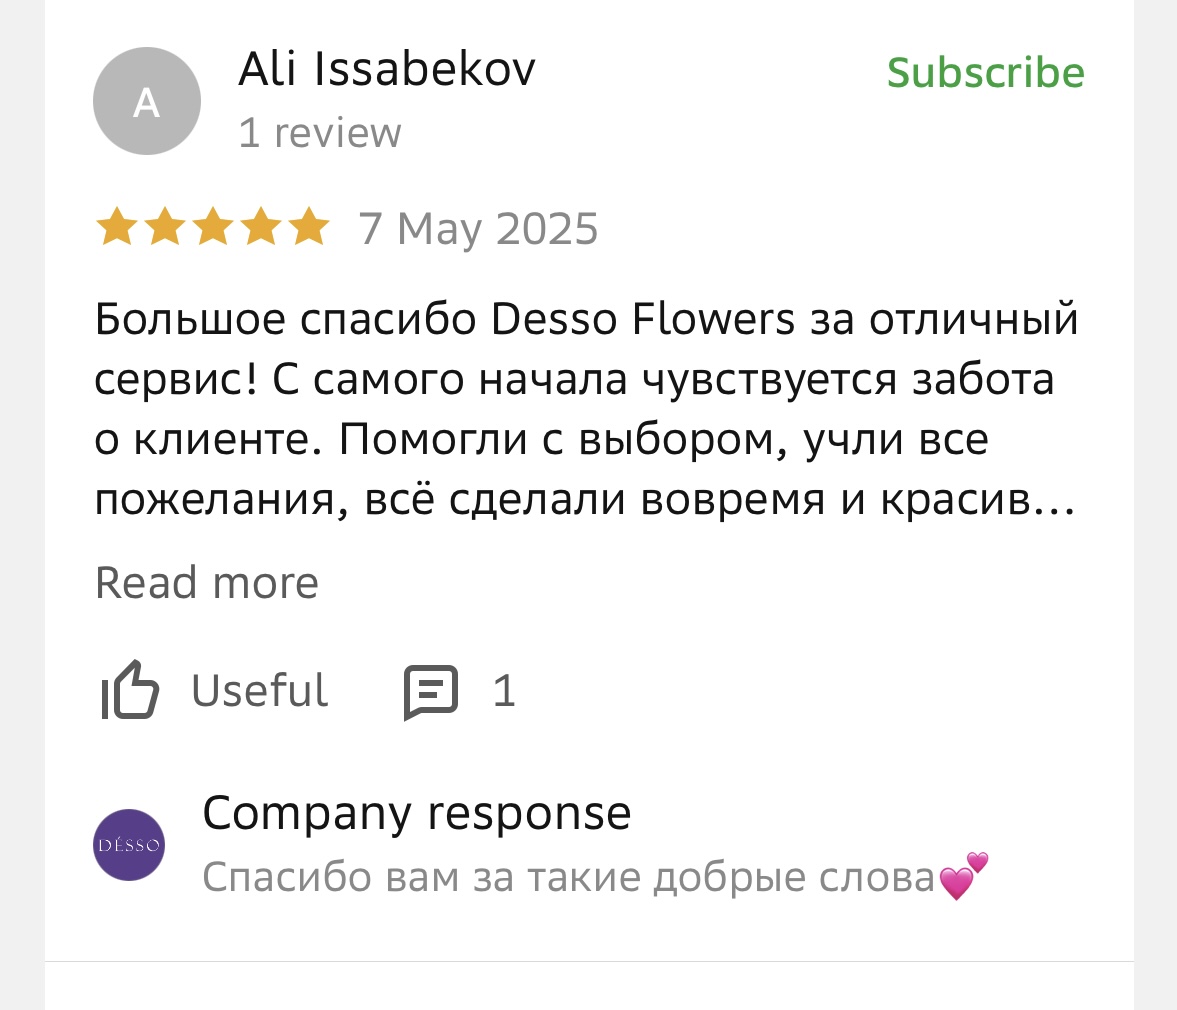 A
Ali Issabekov
Subscribe
1 review
7 May 2025
Большое спасибо Desso Flowers за отличный
сервис! С самого начала чувствуется забота
о клиенте. Помогли с выбором, учли все
пожелания, всё сделали вовремя и красив...
Read more
Useful
1
Company response
DÉSSO
Спасибо вам за такие добрые слова💕